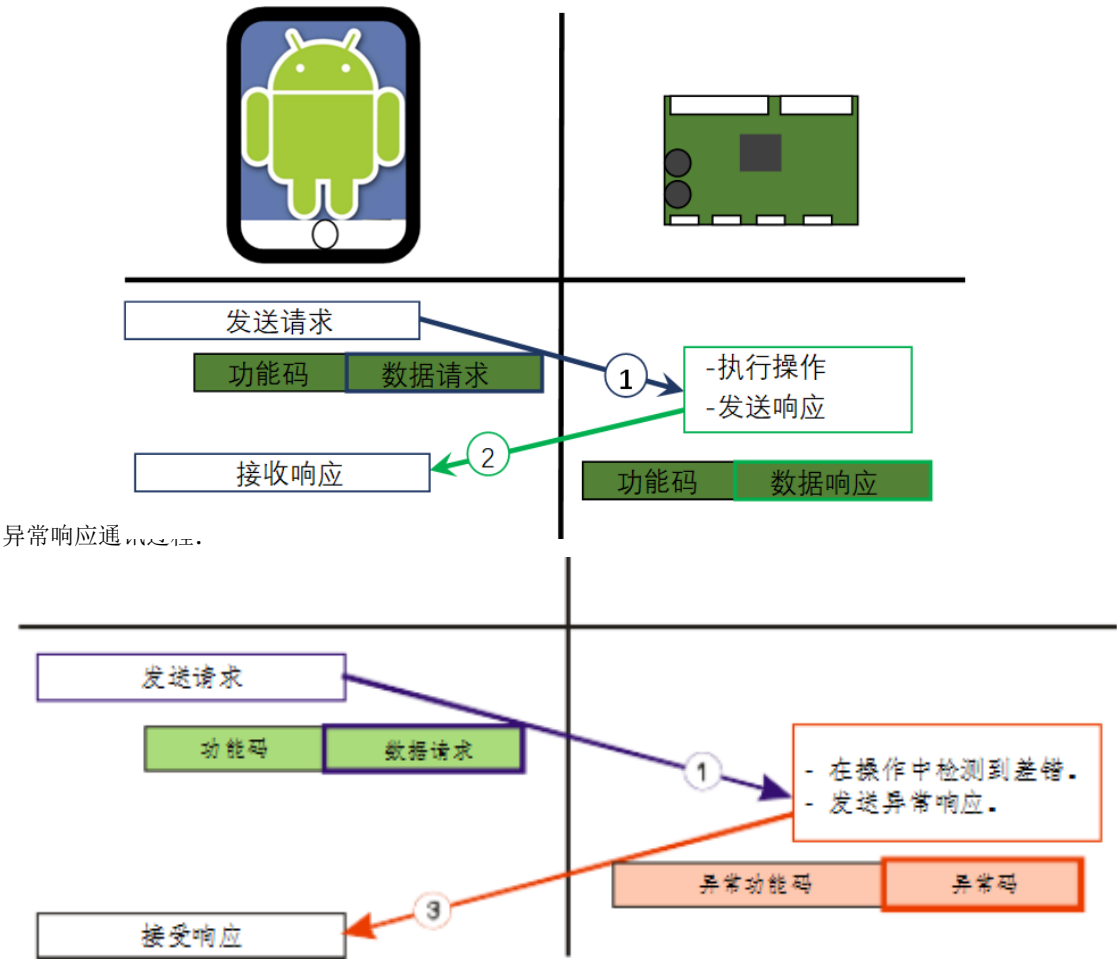 发送请求
功能码 数据请求
1
-执行操作
-发送响应
2
接收响应
功能码 数据响应
异常响应通讯过程.
发送请求
功能码 数据请求
1
- 在操作中检测到差错.
- 发送异常响应.
异常功能码 异常码
3
接受响应